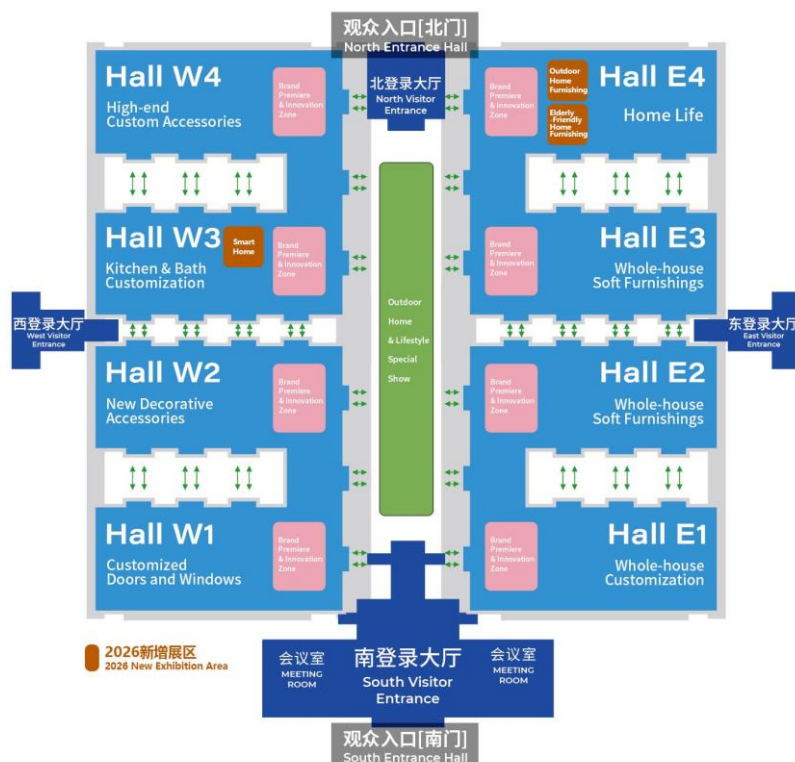 观众入口[北门]
North Entrance Hall
北登录大厅
North Visitor
Entrance
Hall W4
High-end
Custom Accessories
Brand
Premiere
& Innovation
Zone
Brand
Premiere
& Innovation
Zone
Outdoor
Home
Furnishing
Elderly
-Friendly
Home
Furnishing
Hall E4
Home Life
Hall W3
Kitchen & Bath
Customization
Smart
Home
Brand
Premiere
& Innovation
Zone
Brand
Premiere
& Innovation
Zone
Hall E3
Whole-house
Soft Furnishings
Outdoor
Home
& Lifestyle
Special
Show
西登录大厅
West Visitor
Entrance
东登录大厅
East Visitor
Entrance
Hall W2
New Decorative
Accessories
Brand
Premiere
& Innovation
Zone
Brand
Premiere
& Innovation
Zone
Hall E2
Whole-house
Soft Furnishings
Hall W1
Customized
Doors and Windows
Brand
Premiere
& Innovation
Zone
Brand
Premiere
& Innovation
Zone
Hall E1
Whole-house
Customization
2026新增展区
2026 New Exhibition Area
会议室
MEETING
ROOM
南登录大厅
South Visitor
Entrance
会议室
MEETING
ROOM
观众入口[南门]
South Entrance Hall